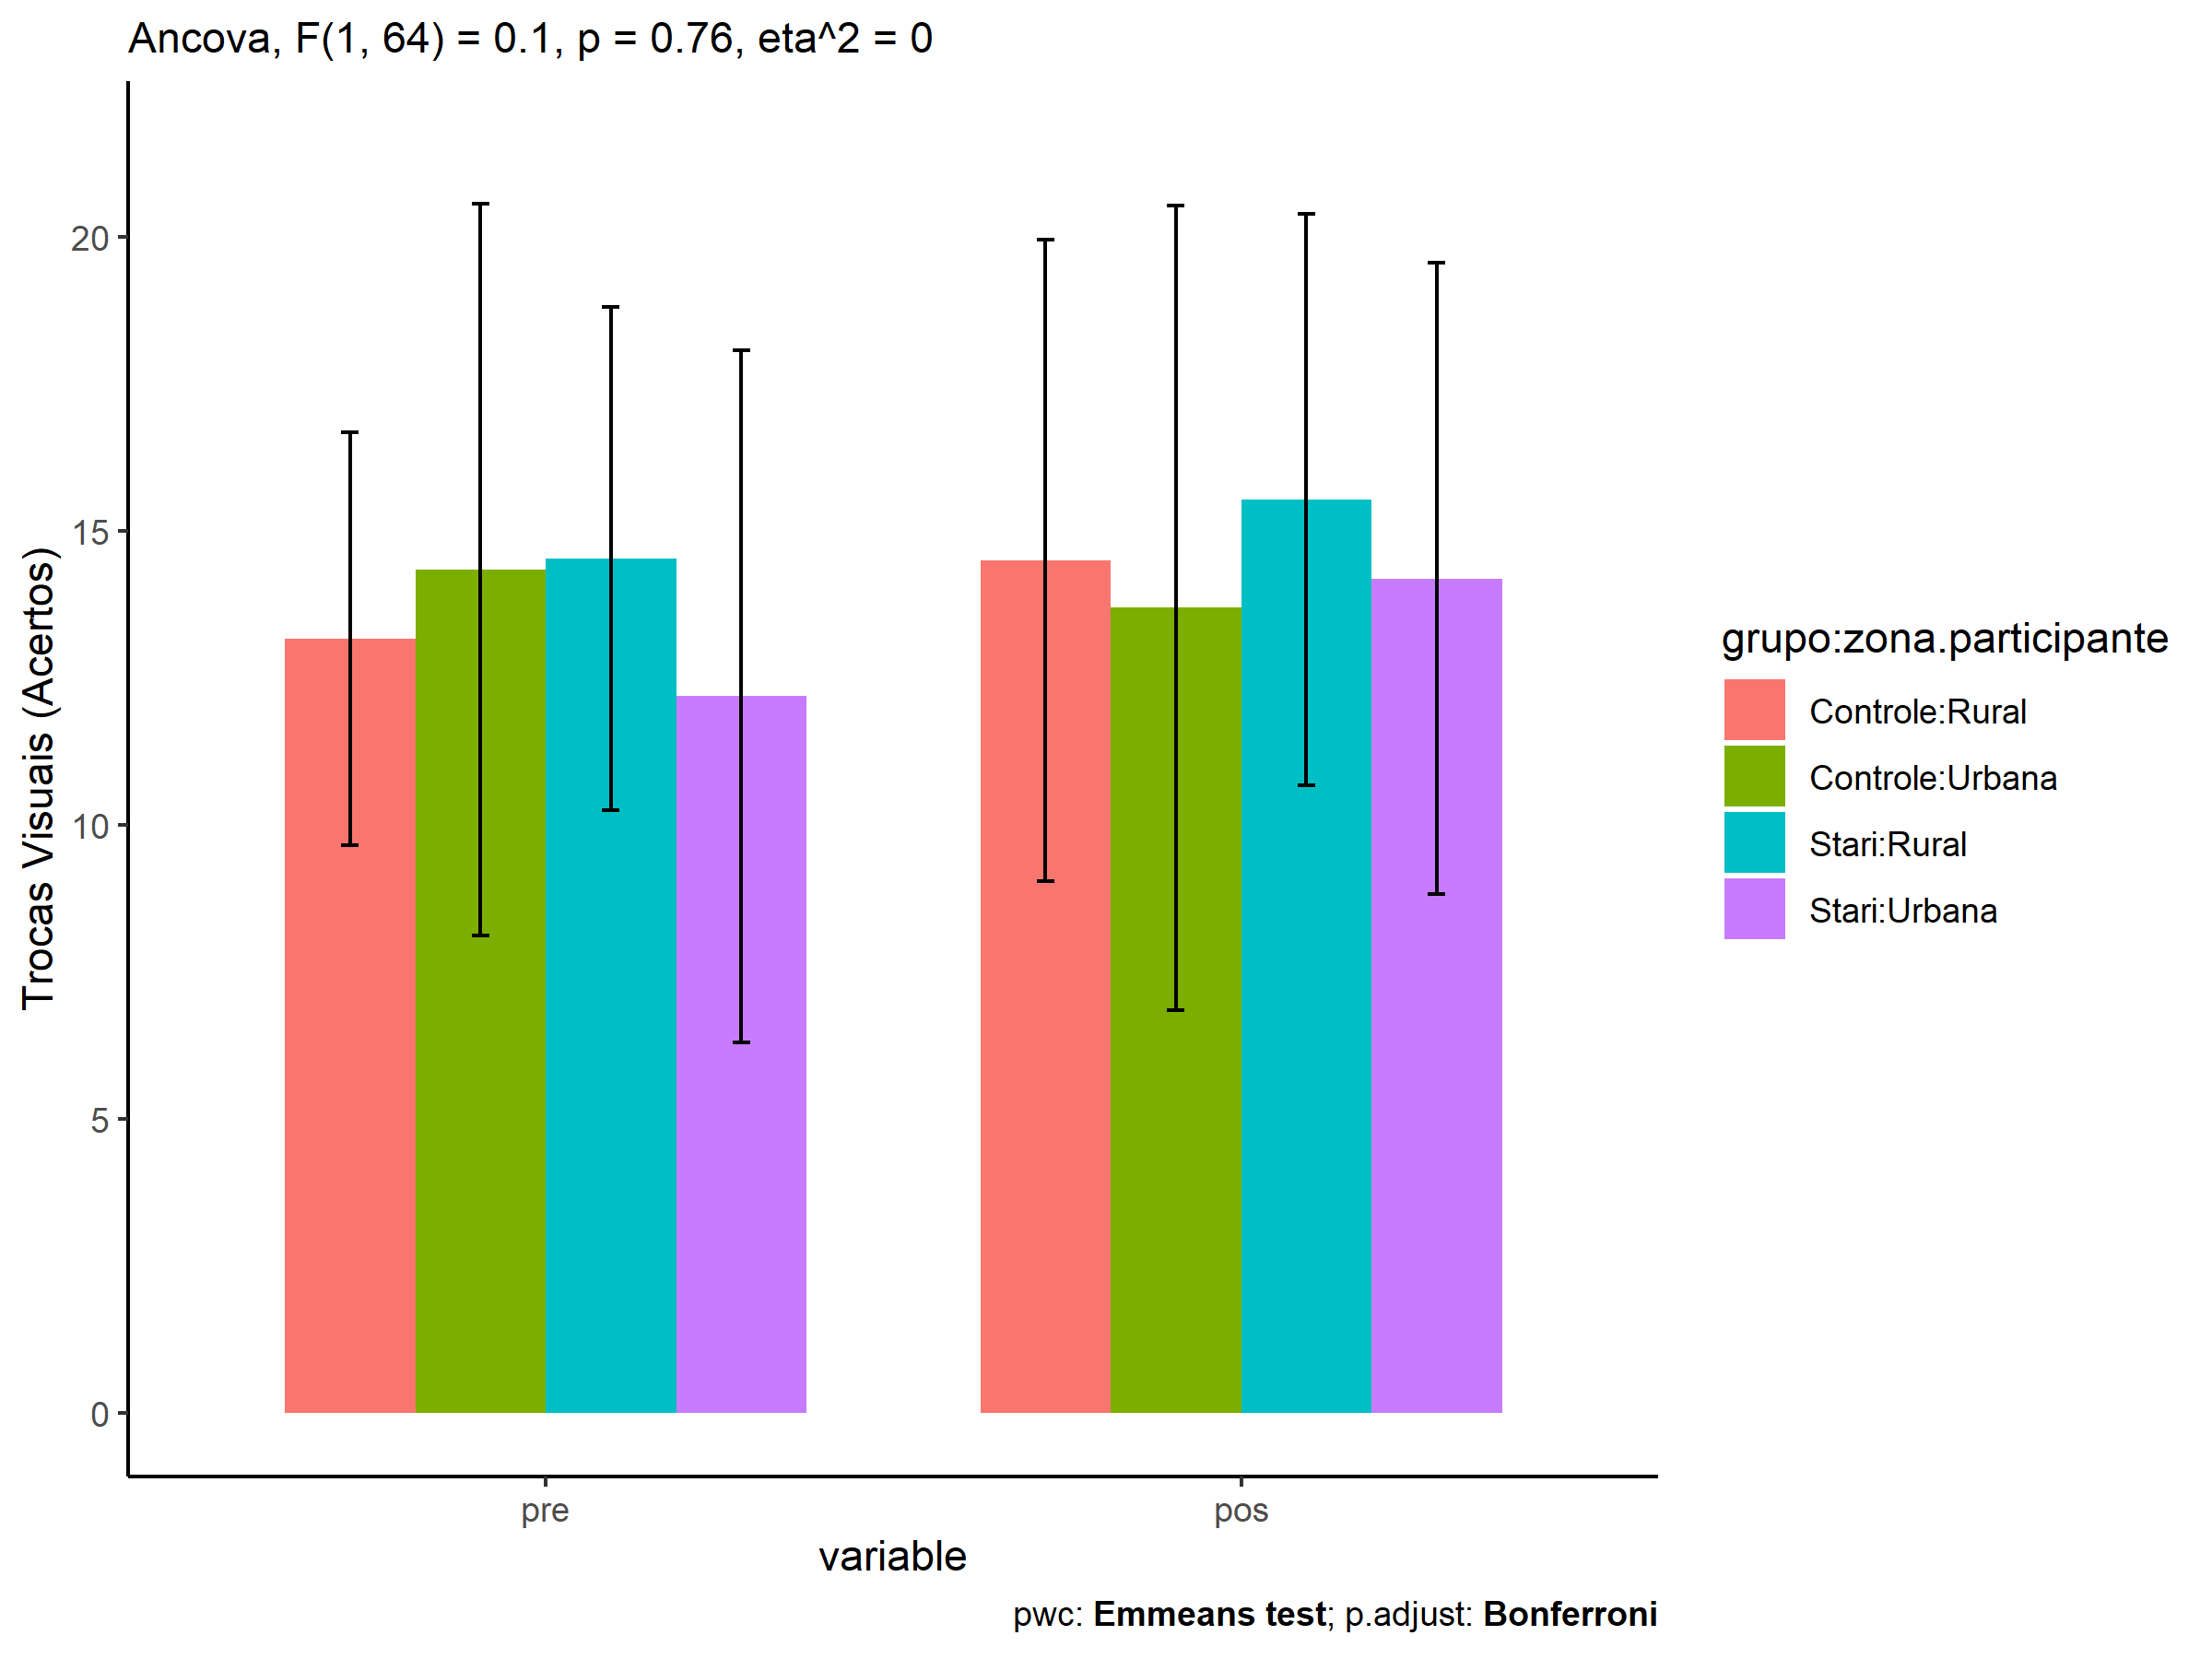 Ancova, F(1, 64) = 0.1, p = 0.76, eta^2 = 0
Trocas Visuais (Acertos)
20
15
10
5
0
pre
pos
variable
grupo:zona.participante
Controle:Rural
Controle:Urbana
Stari:Rural
Stari:Urbana
pwc: Emmeans test; p.adjust: Bonferroni